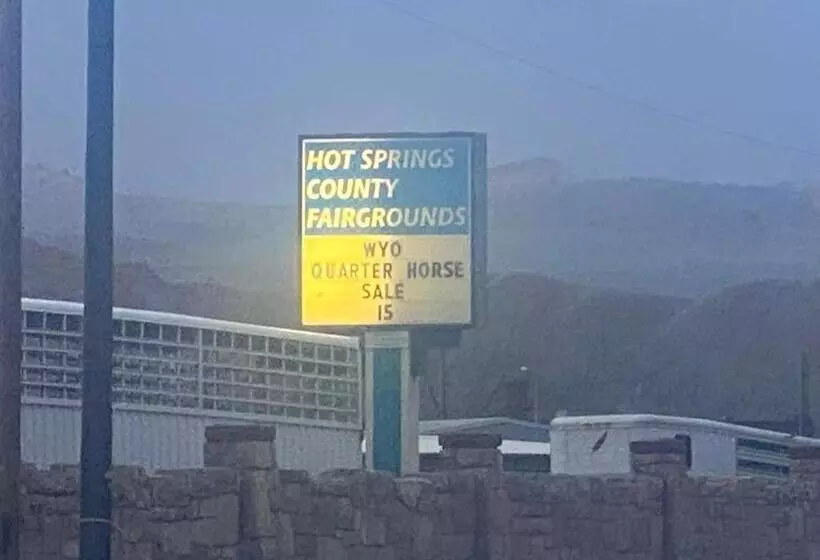 HOT SPRINGS
COUNTY
FAIRGROUNDS
WYO
QUARTER HORSE
SALE
15